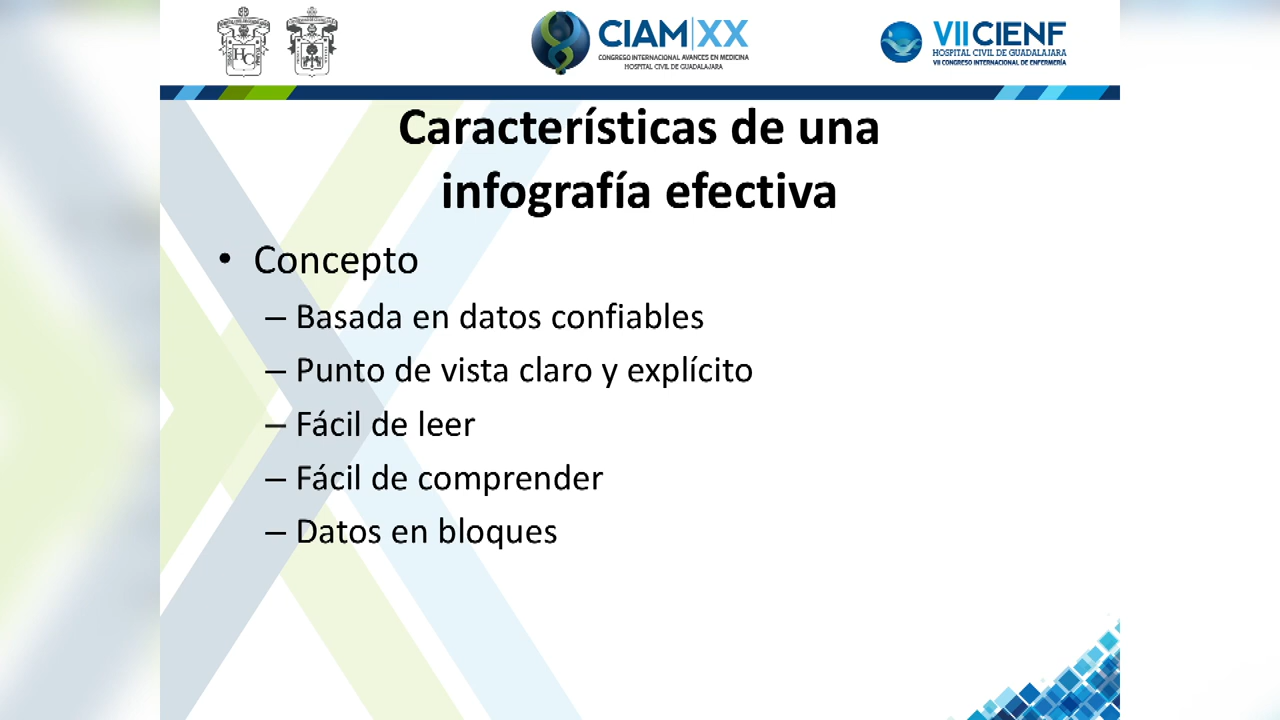 CIAM|XX
CONGRESO INTERNACIONAL AVANCES EN MEDICINA
HOSPITAL CIVIL DE GUADALAJARA
VII CIENF
HOSPITAL CIVIL DE GUADALAJARA
VII CONGRESO INTERNACIONAL DE ENFERMERÍA
Características de una
infografía efectiva
• Concepto
– Basada en datos confiables
– Punto de vista claro y explícito
– Fácil de leer
– Fácil de comprender
– Datos en bloques